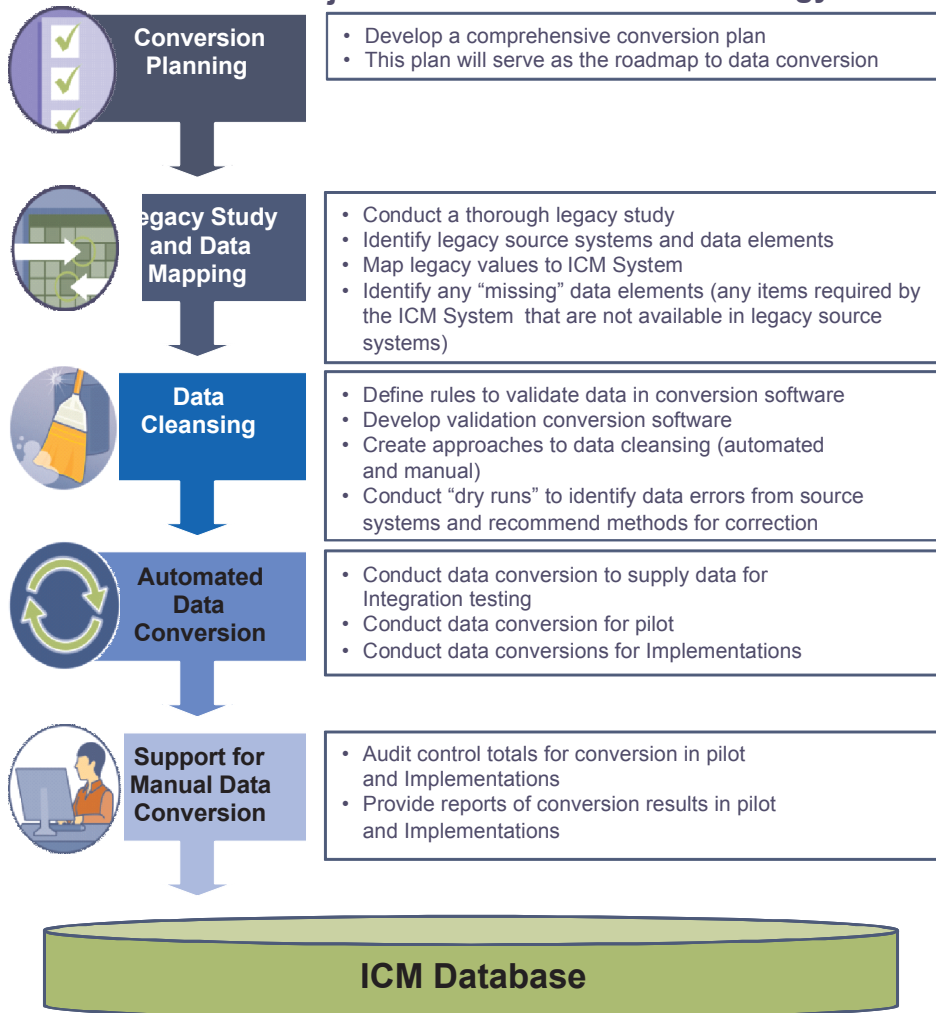 Conversion
Planning
• Develop a comprehensive conversion plan
• This plan will serve as the roadmap to data conversion
egacy Study
and Data
Mapping
• Conduct a thorough legacy study
• Identify legacy source systems and data elements
• Map legacy values to ICM System
• Identify any “missing” data elements (any items required by
the ICM System that are not available in legacy source
systems)
Data
Cleansing
• Define rules to validate data in conversion software
• Develop validation conversion software
• Create approaches to data cleansing (automated
and manual)
• Conduct “dry runs” to identify data errors from source
systems and recommend methods for correction
Automated
Data
Conversion
• Conduct data conversion to supply data for
Integration testing
• Conduct data conversion for pilot
• Conduct data conversions for Implementations
Support for
Manual Data
Conversion
• Audit control totals for conversion in pilot
and Implementations
• Provide reports of conversion results in pilot
and Implementations
ICM Database